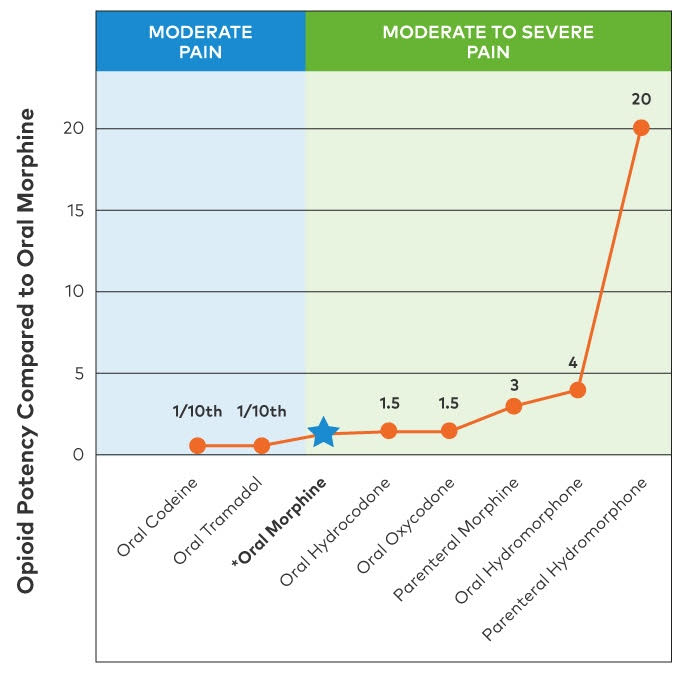 MODERATE
PAIN
MODERATE TO SEVERE
PAIN
Opioid Potency Compared to Oral Morphine
20
15
10
5
0
1/10th
1/10th
1.5
1.5
3
4
20
Oral Codeine
Oral Tramadol
*Oral Morphine
Oral Hydrocodone
Oral Oxycodone
Parenteral Morphine
Oral Hydromorphone
Parenteral Hydromorphone